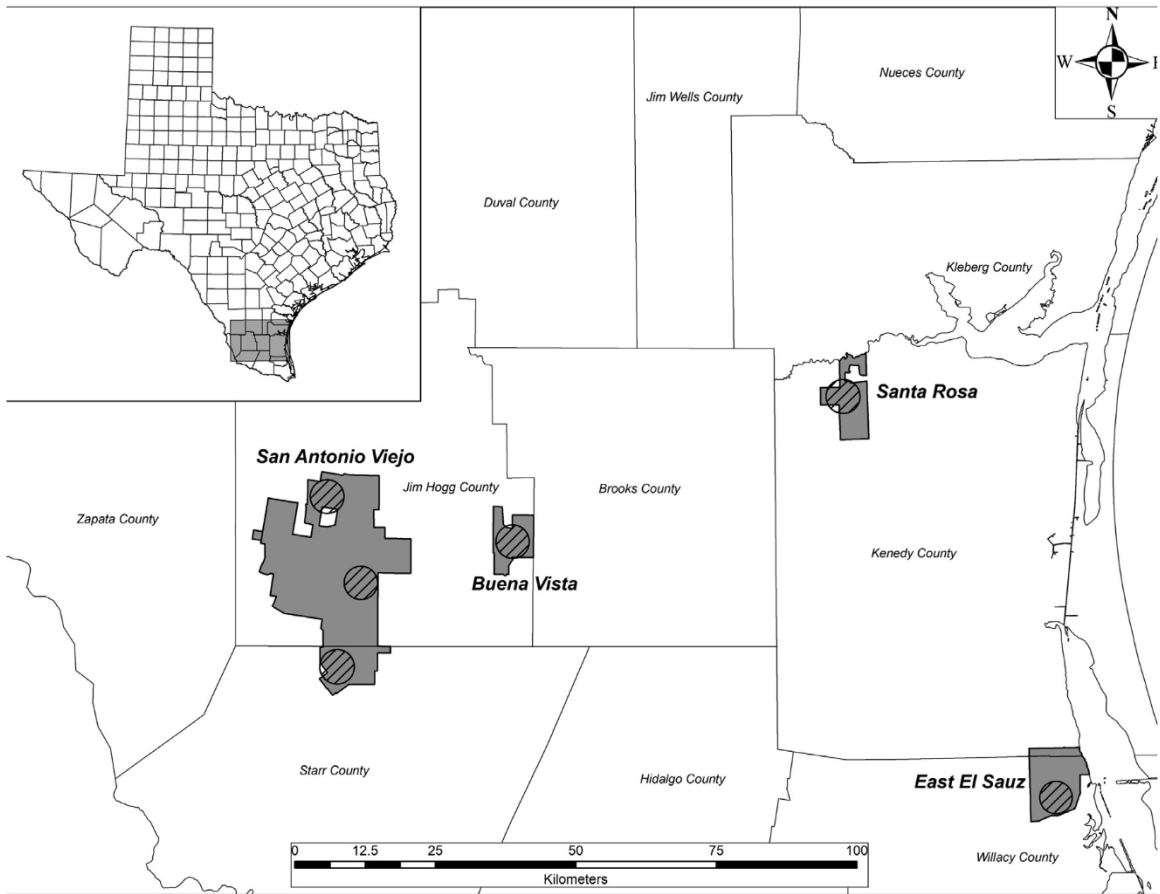 N
W E
S
Nueces County
Jim Wells County
Duval County
Kleberg County
Santa Rosa
San Antonio Viejo
Jim Hogg County
Brooks County
Zapata County
Kenedy County
Buena Vista
Starr County
Hidalgo County
East El Sauz
Willacy County
0 12.5 25 50 75 100
Kilometers